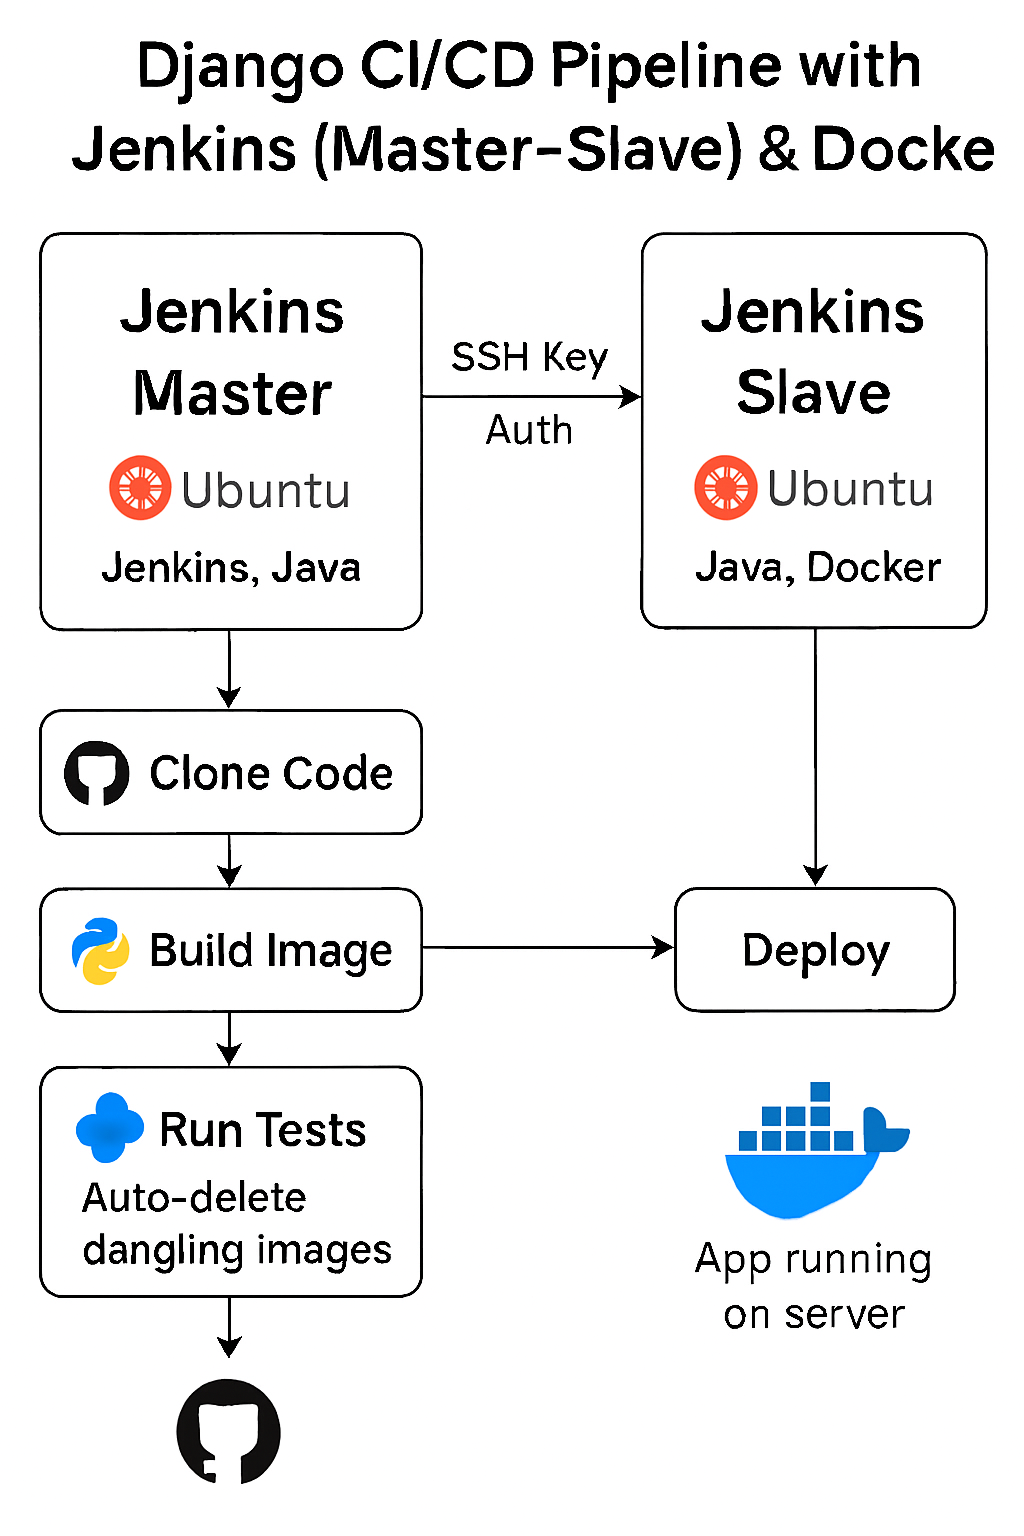 Django CI/CD Pipeline with
Jenkins (Master-Slave) & Docke
Jenkins
Master
Ubuntu
Jenkins, Java
SSH Key
Auth
Jenkins
Slave
Ubuntu
Java, Docker
Clone Code
Build Image
Deploy
Run Tests
Auto-delete
dangling images
App running
on server